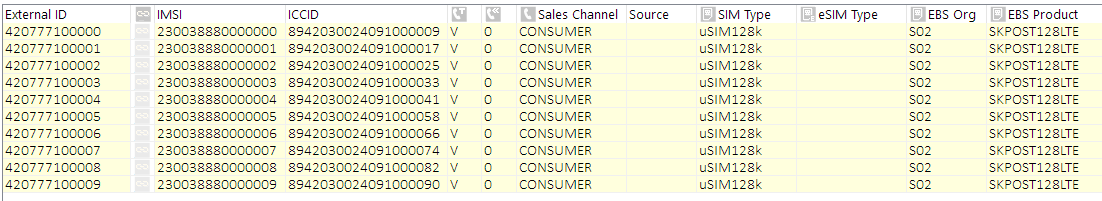 External ID IMSI ICCID Sales Channel Source SIM Type eSIM Type EBS Org EBS Product
420777100000 230038880000000 8942030024091000009 V 0 CONSUMER uSIM128k S02 SKPOST128LTE
420777100001 230038880000001 8942030024091000017 V 0 CONSUMER uSIM128k S02 SKPOST128LTE
420777100002 230038880000002 8942030024091000025 V 0 CONSUMER uSIM128k S02 SKPOST128LTE
420777100003 230038880000003 8942030024091000033 V 0 CONSUMER uSIM128k S02 SKPOST128LTE
420777100004 230038880000004 8942030024091000041 V 0 CONSUMER uSIM128k S02 SKPOST128LTE
420777100005 230038880000005 8942030024091000058 V 0 CONSUMER uSIM128k S02 SKPOST128LTE
420777100006 230038880000006 8942030024091000066 V 0 CONSUMER uSIM128k S02 SKPOST128LTE
420777100007 230038880000007 8942030024091000074 V 0 CONSUMER uSIM128k S02 SKPOST128LTE
420777100008 230038880000008 8942030024091000082 V 0 CONSUMER uSIM128k S02 SKPOST128LTE
420777100009 230038880000009 8942030024091000090 V 0 CONSUMER uSIM128k S02 SKPOST128LTE